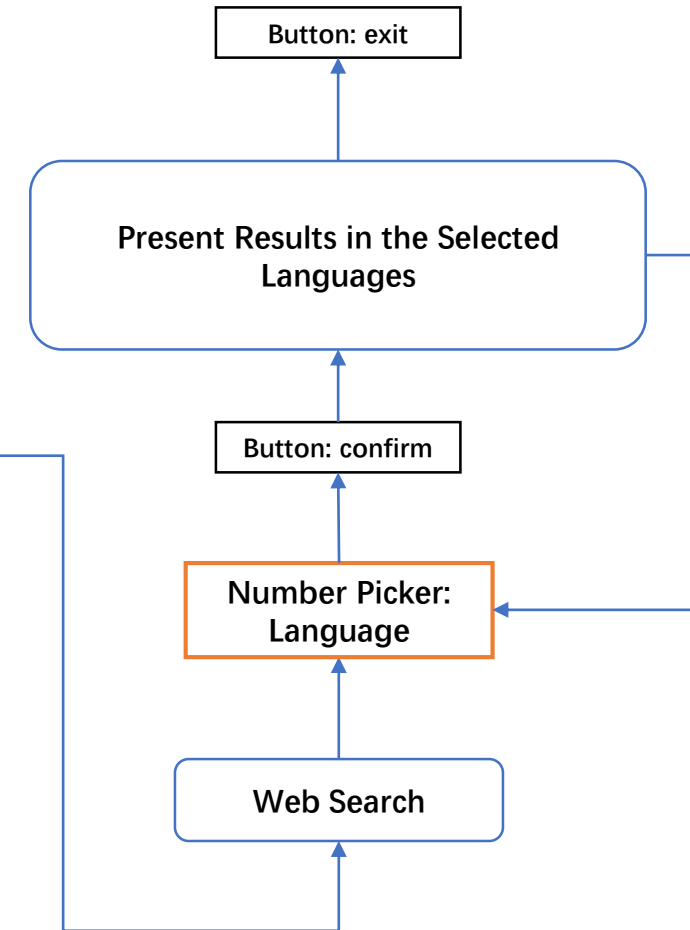 Button: exit
Present Results in the Selected
Languages
Button: confirm
Number Picker:
Language
Web Search